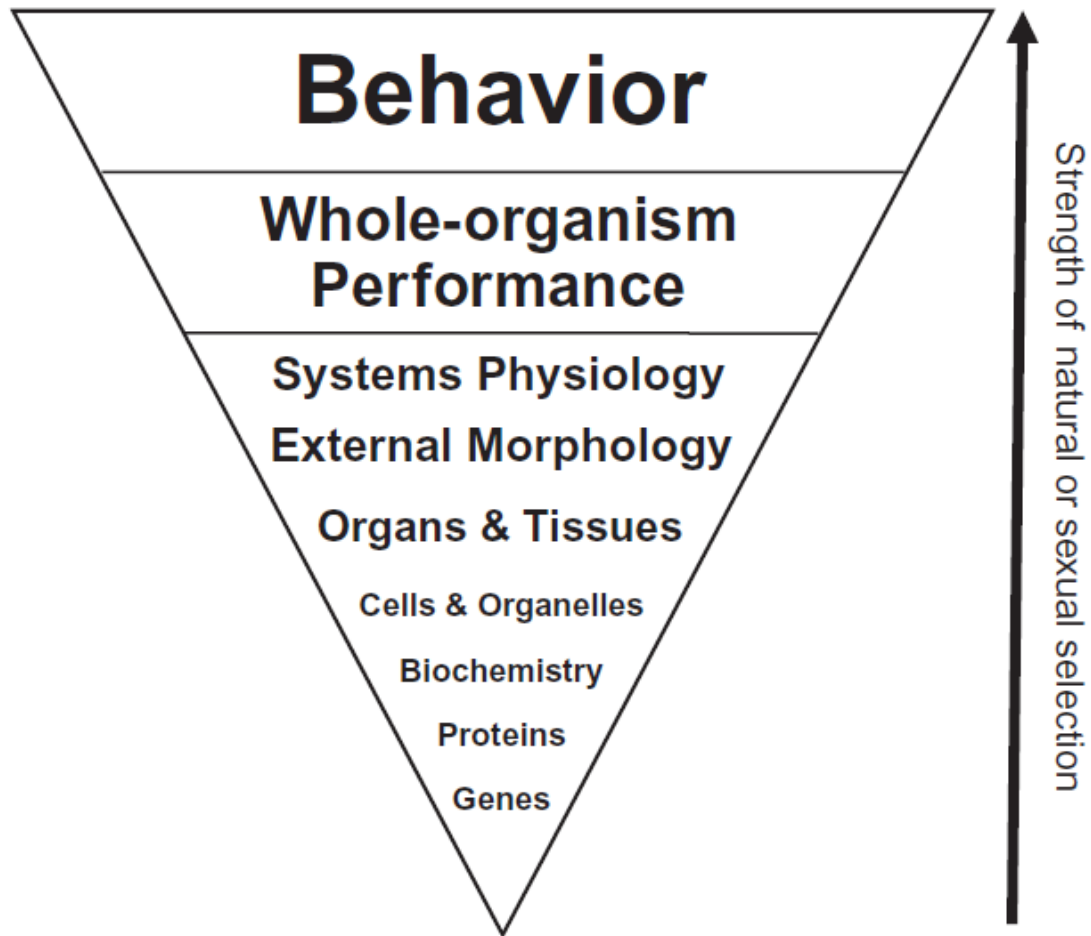 Behavior
Whole-organism
Performance
Systems Physiology
External Morphology
Organs & Tissues
Cells & Organelles
Biochemistry
Proteins
Genes
Strength of natural or sexual selection